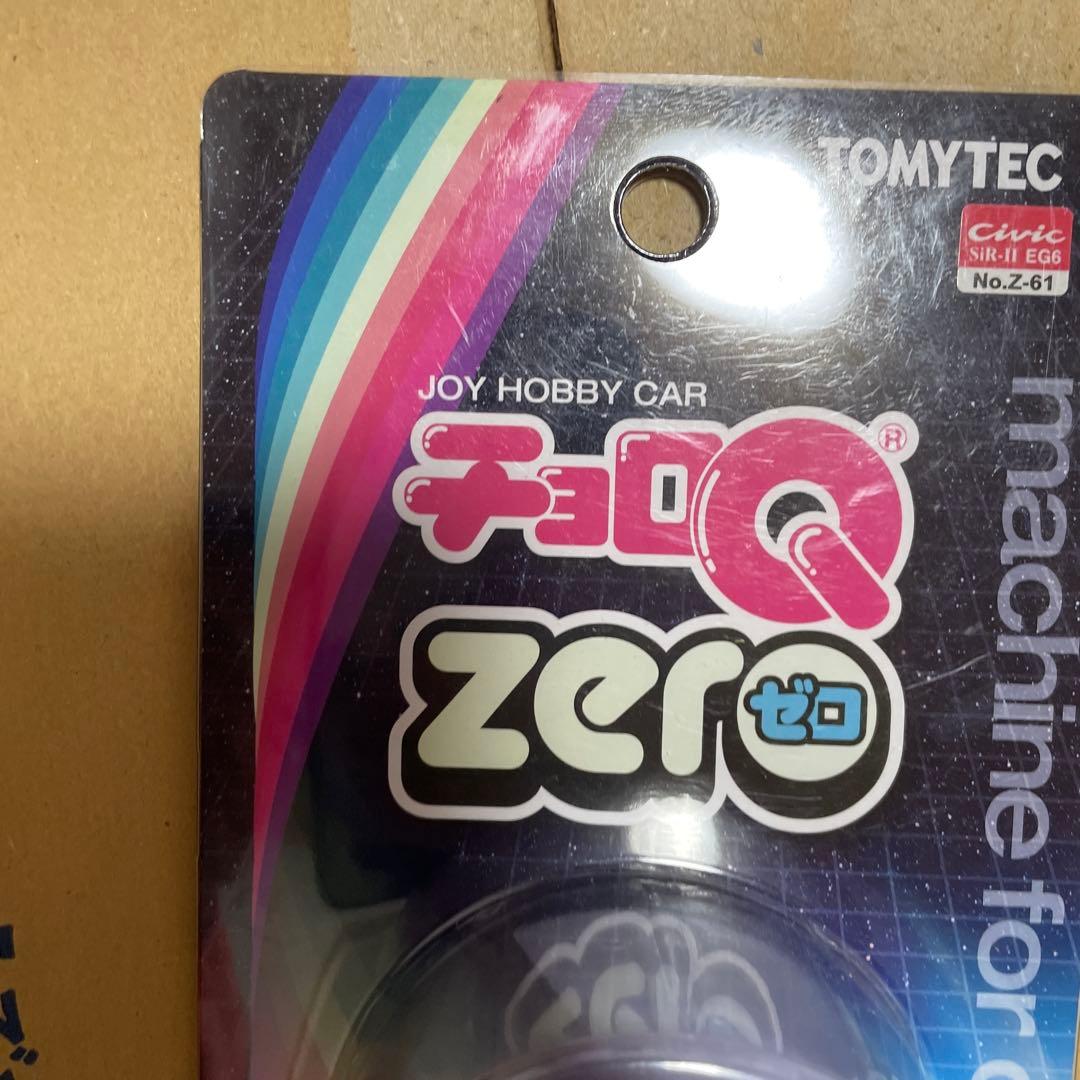 TOMYTEC
Civic
SiR-II EG6
No.Z-61
JOY HOBBY CAR
チョロQ®
zero
ゼロ
machine for